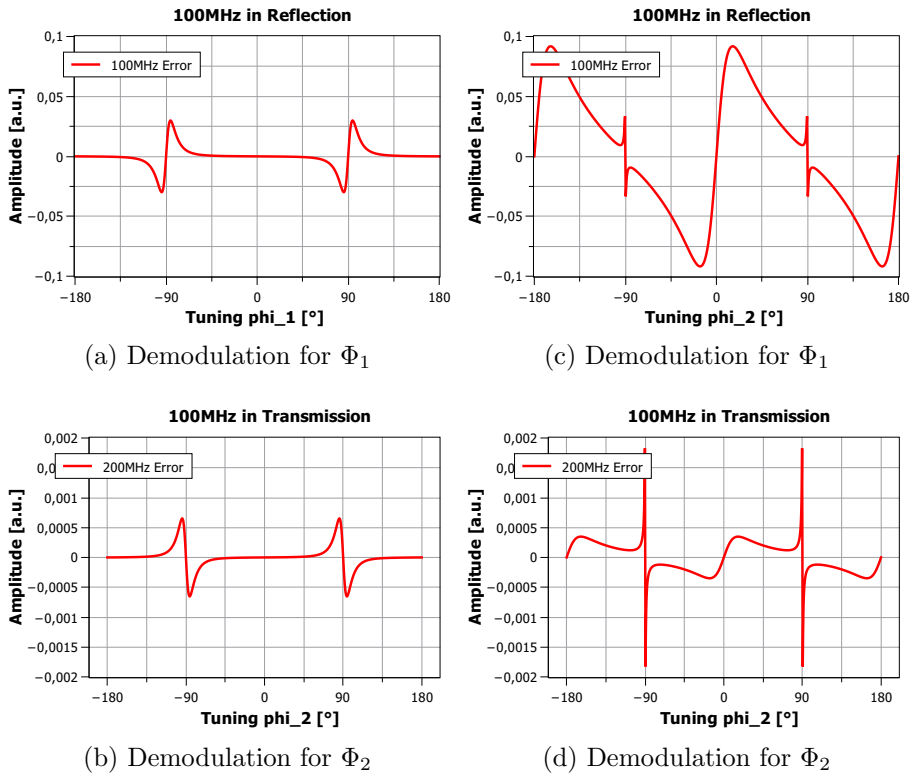 100MHz in Reflection
0,1
0,05
0
−0,05
−0,1
Amplitude [a.u.]
100MHz Error
−180 −90 0 90 180
Tuning phi_1 [°]
(a) Demodulation for Φ1
100MHz in Reflection
0,1
0,05
0
−0,05
−0,1
Amplitude [a.u.]
100MHz Error
−180 −90 0 90 180
Tuning phi_2 [°]
(c) Demodulation for Φ1
100MHz in Transmission
0,002
0,001
0,0005
0
−0,0005
−0,001
−0,0015
−0,002
Amplitude [a.u.]
200MHz Error
−180 −90 0 90 180
Tuning phi_2 [°]
(b) Demodulation for Φ2
100MHz in Transmission
0,002
0,001
0,0005
0
−0,0005
−0,001
−0,0015
−0,002
Amplitude [a.u.]
200MHz Error
−180 −90 0 90 180
Tuning phi_2 [°]
(d) Demodulation for Φ2